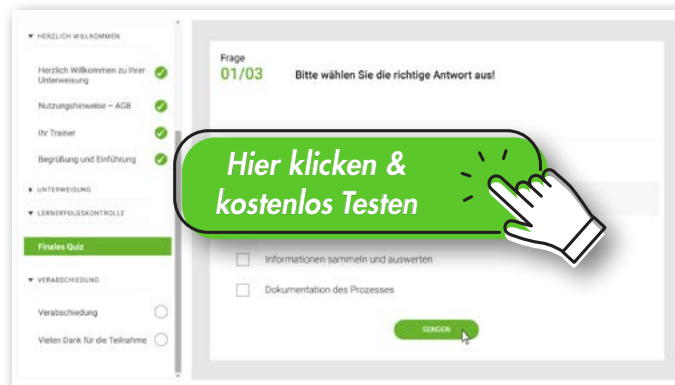 HERZLICH WILLKOMMEN
Herzlich Willkommen zu Ihrer
Unterweisung
Nutzungshinweise – AGB
Ihr Trainer
Begrüßung und Einführung
UNTERWEISUNG
LERNERFOLGSKONTROLLE
Finales Quiz
VERABSCHIEDUNG
Verabschiedung
Vielen Dank für die Teilnahme
Frage
01/03
Bitte wählen Sie die richtige Antwort aus!
Hier klicken &
kostenlos Testen
Informationen sammeln und auswerten
Dokumentation des Prozesses
SENDEN